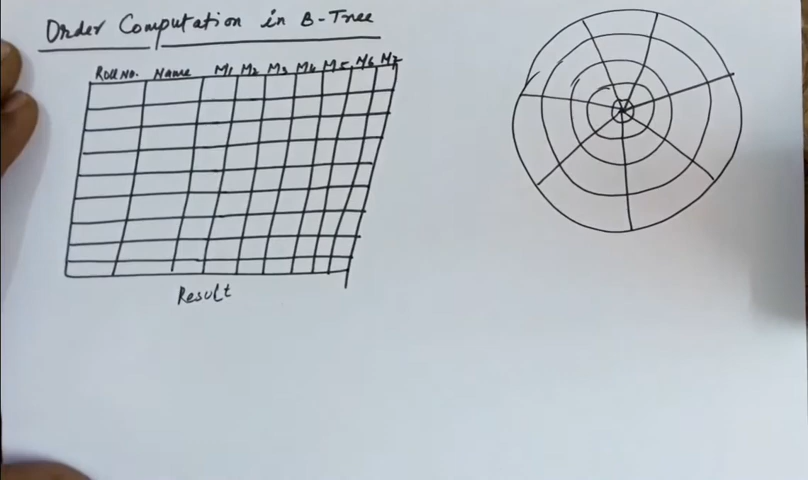 Order Computation in B-Tree
Roll No. Name M1 M2 M3 M4 M5 M6 M7
Result